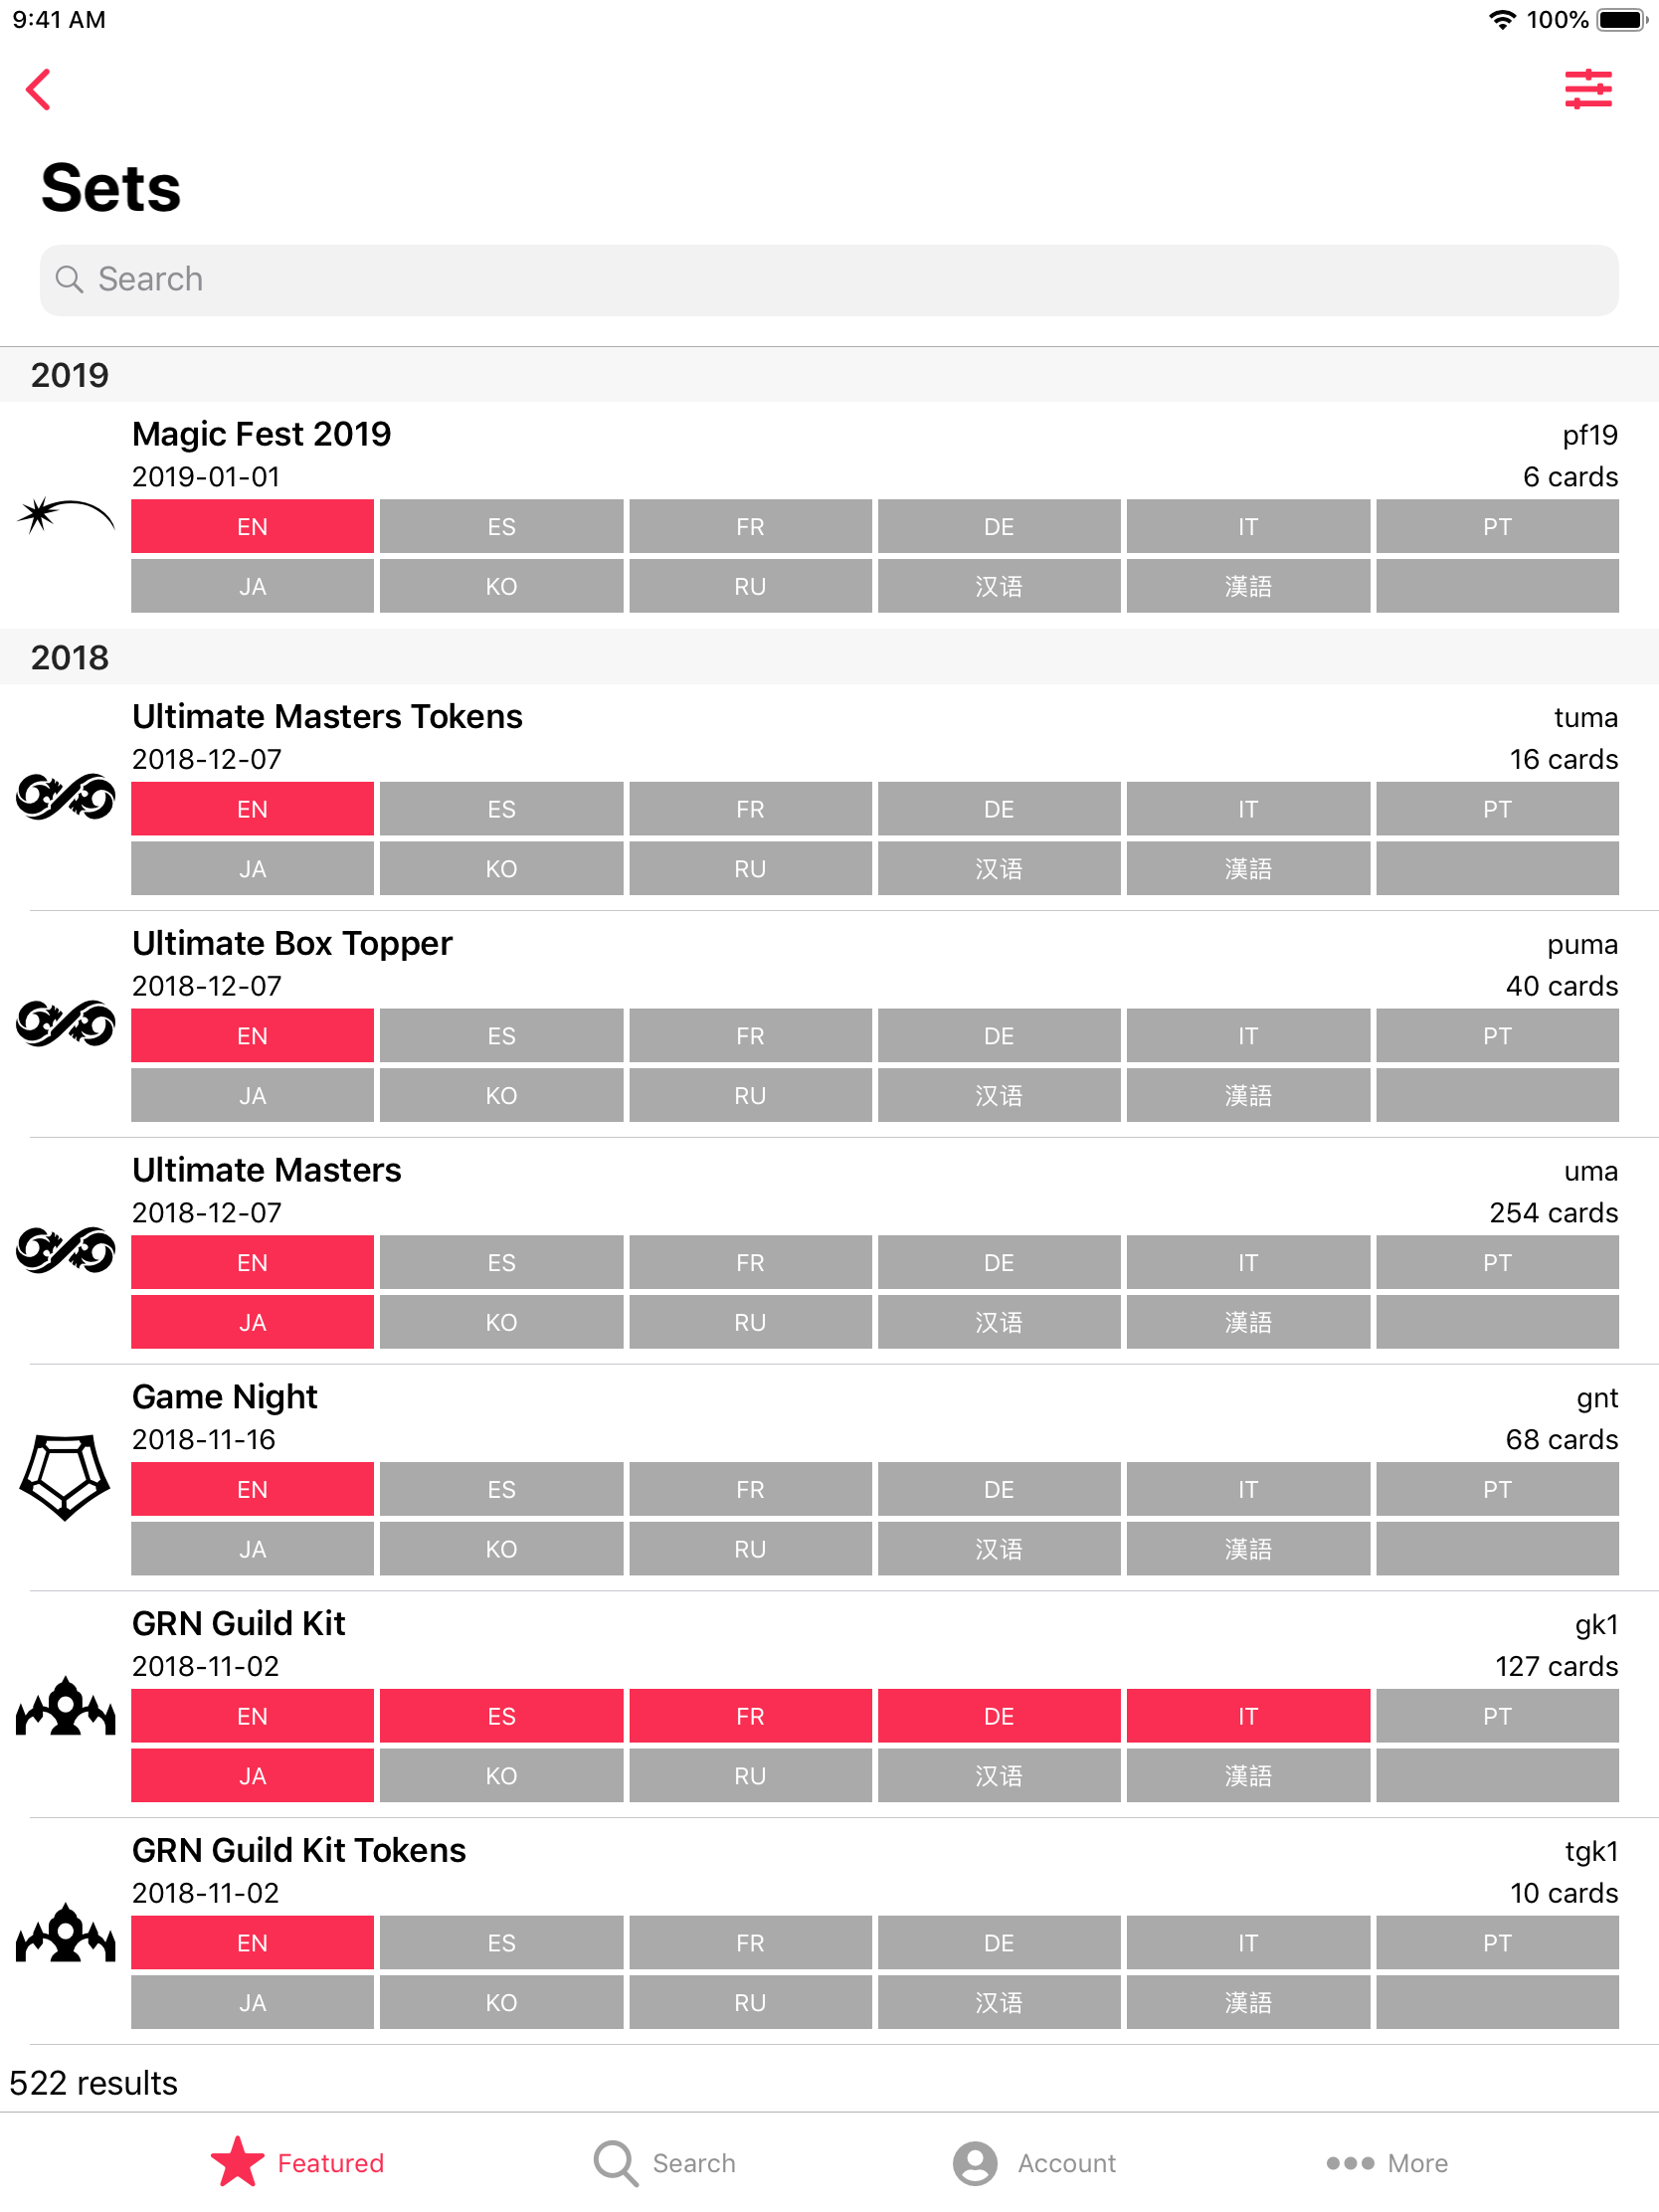 9:41 AM 100%
Sets
Search
2019
Magic Fest 2019 pf19
2019-01-01 6 cards
EN ES FR DE IT PT
JA KO RU 汉语 漢語
2018
Ultimate Masters Tokens tuma
2018-12-07 16 cards
EN ES FR DE IT PT
JA KO RU 汉语 漢語
Ultimate Box Topper puma
2018-12-07 40 cards
EN ES FR DE IT PT
JA KO RU 汉语 漢語
Ultimate Masters uma
2018-12-07 254 cards
EN ES FR DE IT PT
JA KO RU 汉语 漢語
Game Night gnt
2018-11-16 68 cards
EN ES FR DE IT PT
JA KO RU 汉语 漢語
GRN Guild Kit gk1
2018-11-02 127 cards
EN ES FR DE IT PT
JA KO RU 汉语 漢語
GRN Guild Kit Tokens tgk1
2018-11-02 10 cards
EN ES FR DE IT PT
JA KO RU 汉语 漢語
522 results
Featured Search Account More